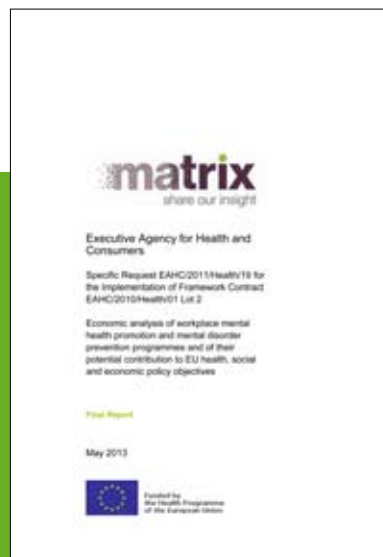 matrix
share our insight
Executive Agency for Health and
Consumers
Specific Request EAHC/2011/Health/19 for
the Implementation of Framework Contract
EAHC/2010/Health/01 Lot 2
Economic analysis of workplace mental
health promotion and mental disorder
prevention programmes and of their
potential contribution to EU health, social
and economic policy objectives
Final Report
May 2013
Funded by
the Health Programme
of the European Union